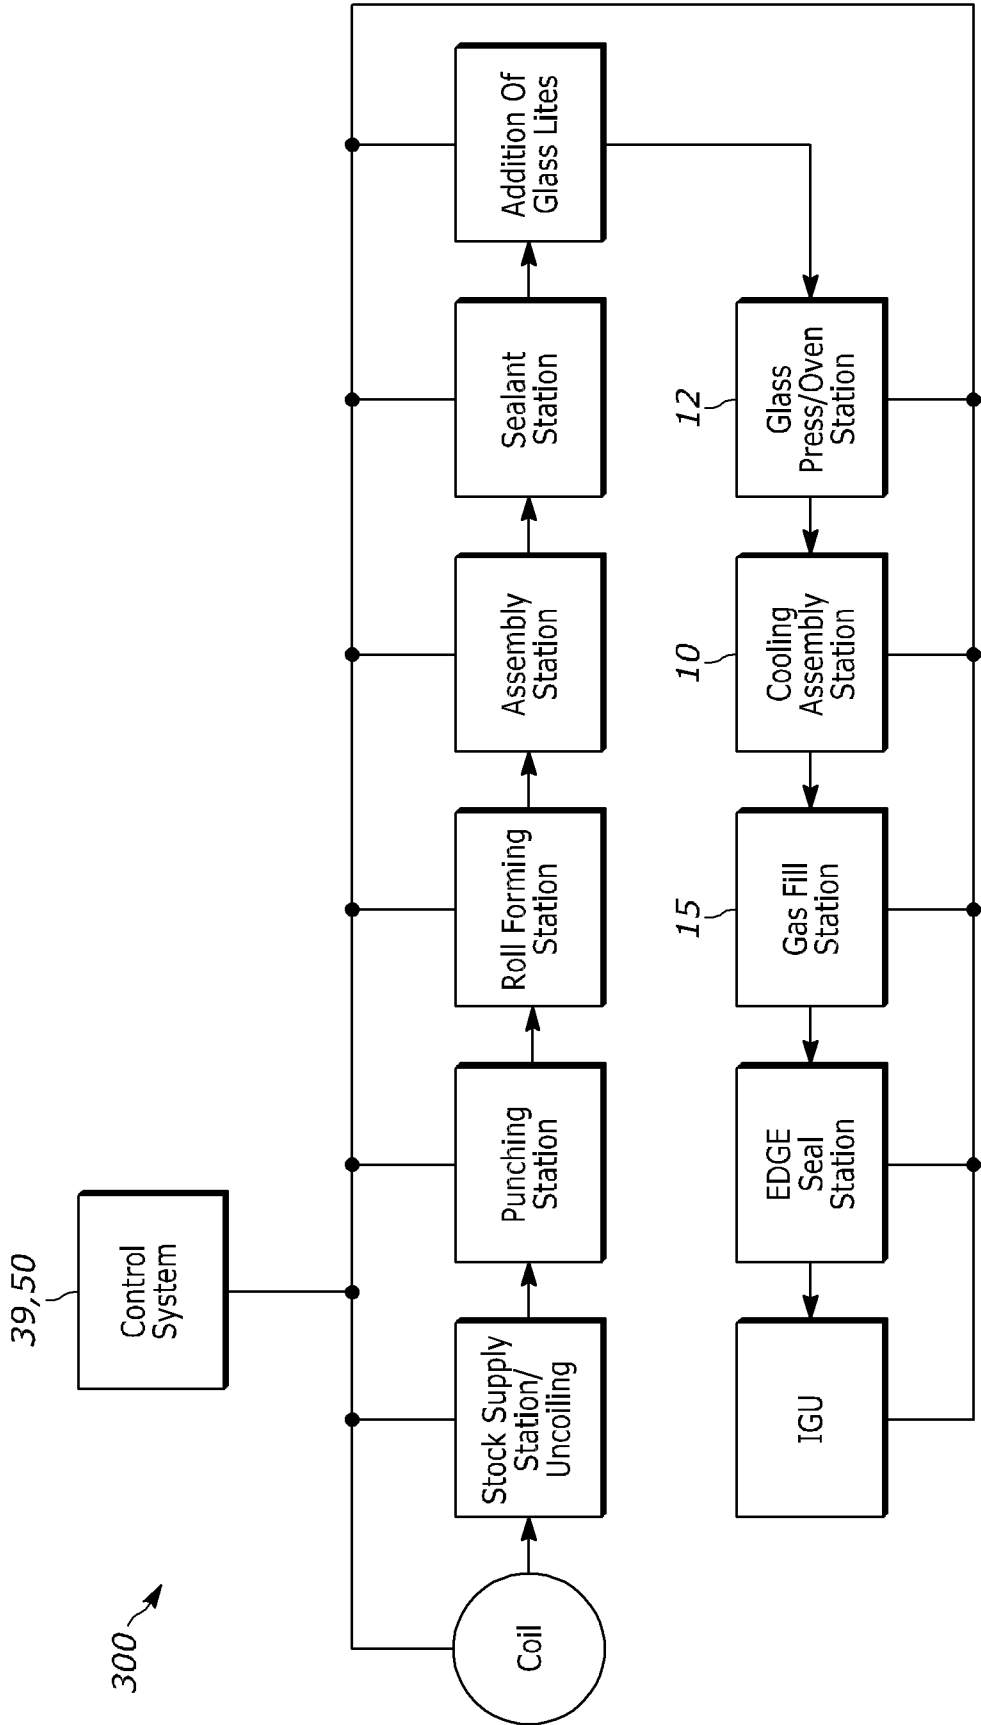 300
39,50
Control
System
Coil
Stock Supply
Station/
Uncoiling
Punching
Station
Roll Forming
Station
Assembly
Station
Sealant
Station
Addition Of
Glass Lites
IGU
EDGE
Seal
Station
15
Gas Fill
Station
10
Cooling
Assembly
Station
12
Glass
Press/Oven
Station